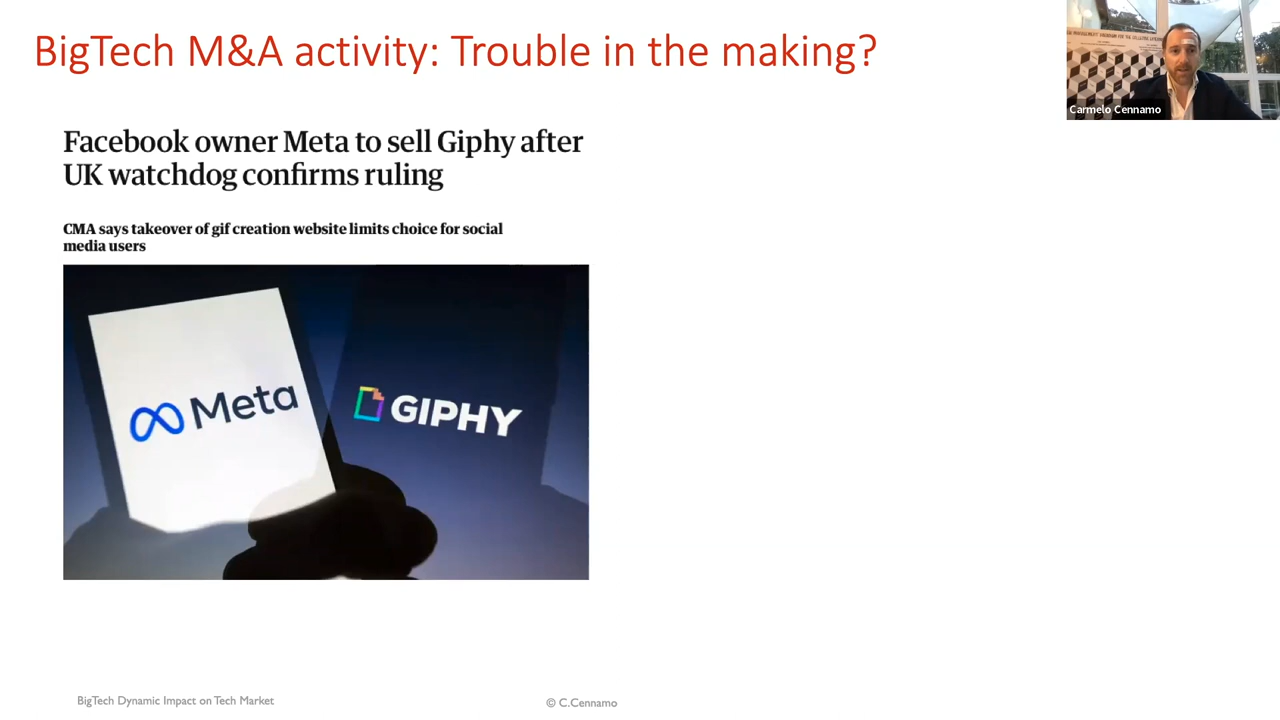 BigTech M&A activity: Trouble in the making?
Carmelo Cennamo
Facebook owner Meta to sell Giphy after
UK watchdog confirms ruling
CMA says takeover of gif creation website limits choice for social
media users
Meta
GIPHY
BigTech Dynamic Impact on Tech Market
© C.Cennamo